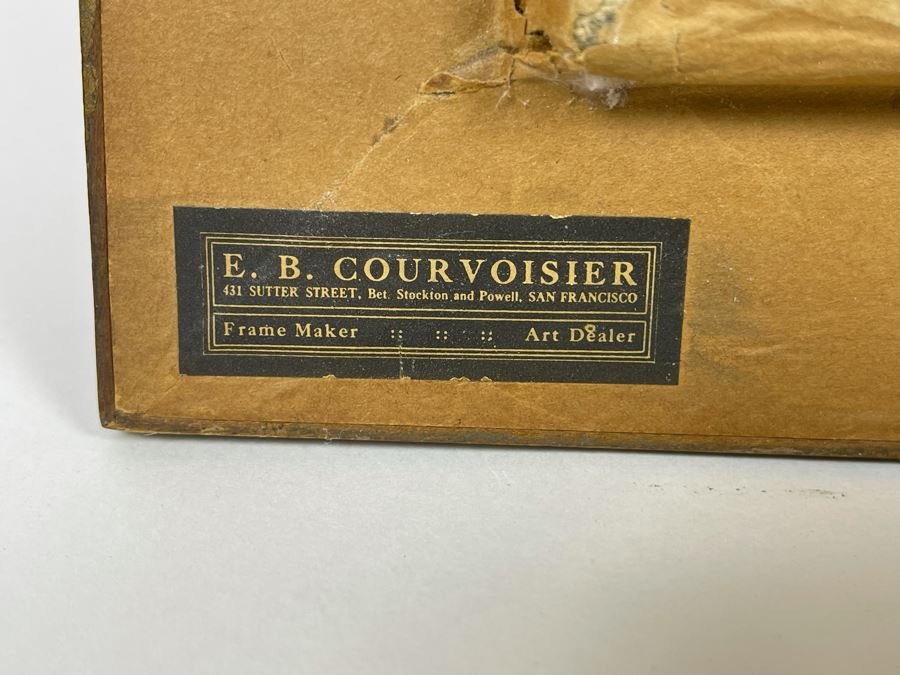 E. B. COURVOISIER
431 SUTTER STREET, Bet. Stockton and Powell, SAN FRANCISCO
Frame Maker :: :: :: Art Dealer